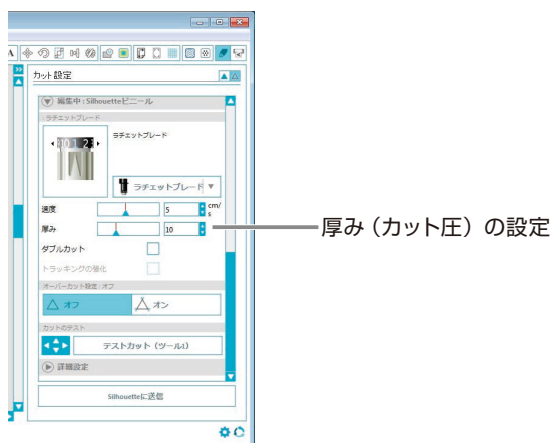 A
カット設定
編集中 : Silhouetteビニール
ラチェットブレード
0 1 2
ラチェットブレード
ラチェットブレード
速度 5 cm/s
厚み 10
厚み（カット圧）の設定
ダブルカット
トラッキングの強化
オーバーカット設定 : オフ
オフ オン
カットのテスト
テストカット（ツール1）
詳細設定
Silhouetteに送信